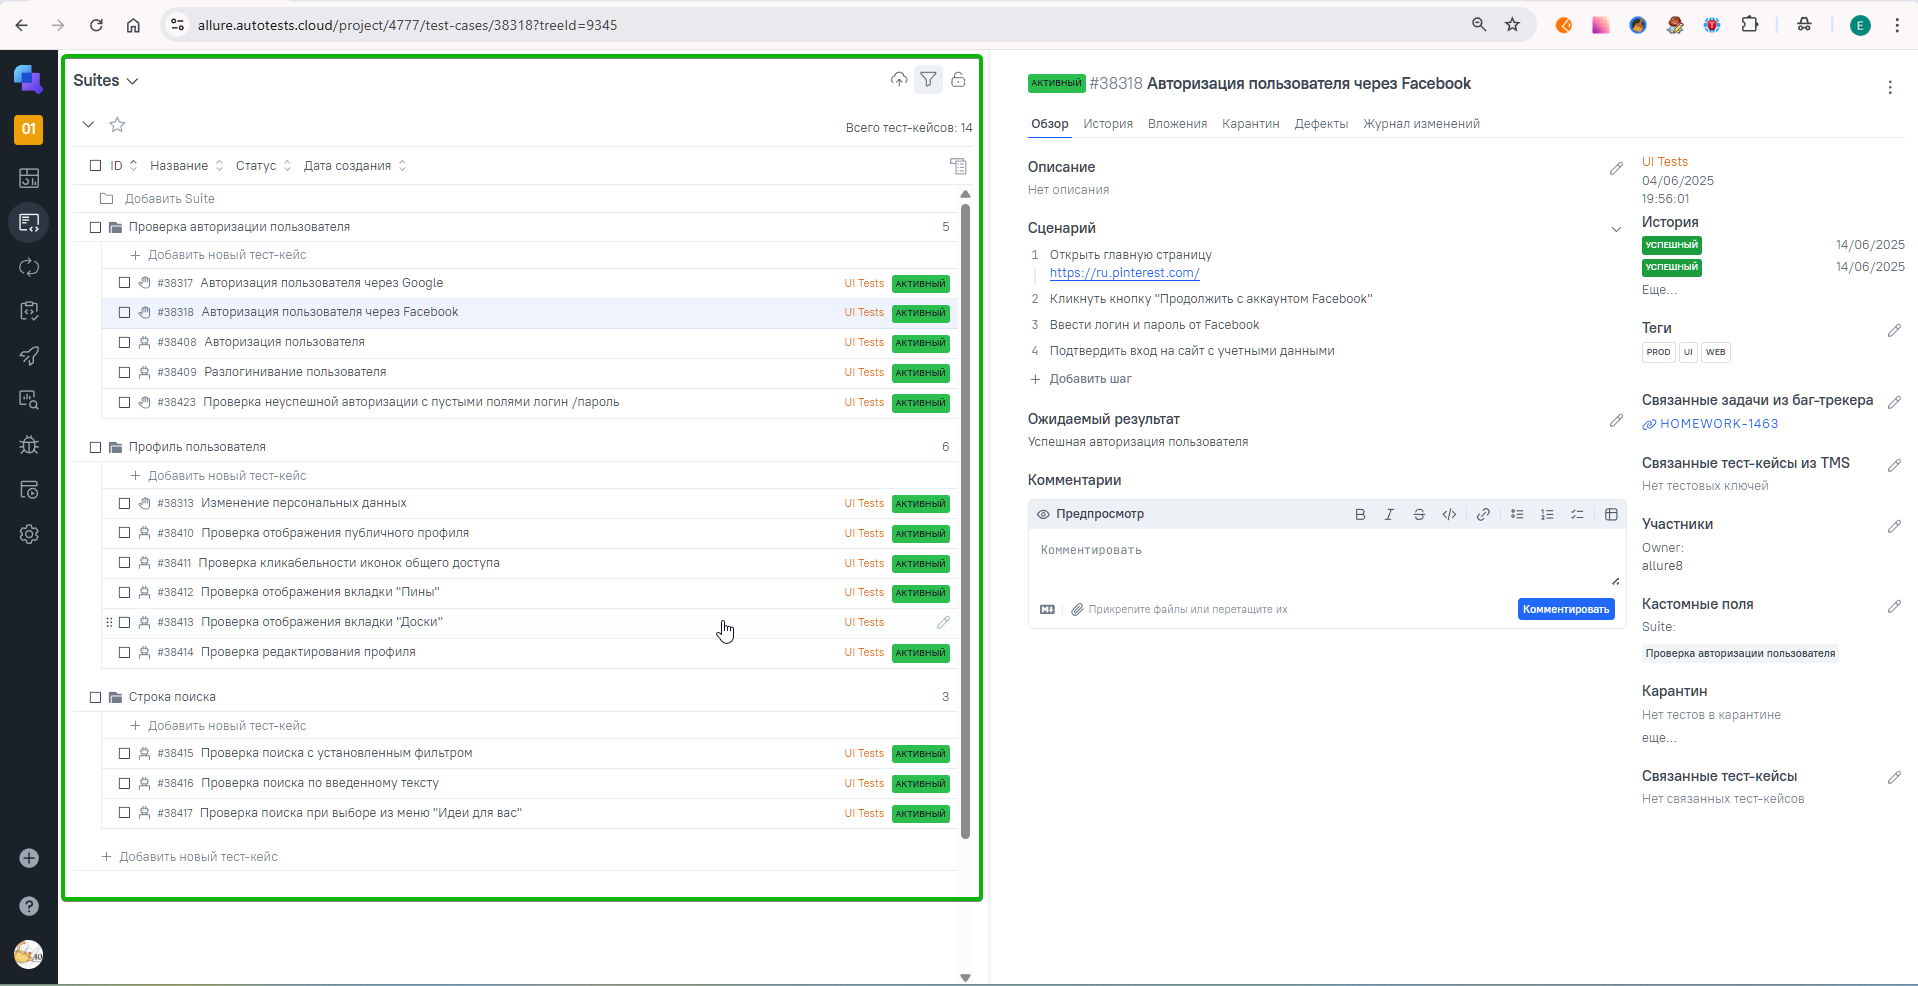 allure.autotests.cloud/project/4777/test-cases/38318?treeId=9345
E
01
Suites
Всего тест-кейсов: 14
ID Название Статус Дата создания
Добавить Suite
Проверка авторизации пользователя 5
Добавить новый тест-кейс
#38317 Авторизация пользователя через Google UI Tests АКТИВНЫЙ
#38318 Авторизация пользователя через Facebook UI Tests АКТИВНЫЙ
#38408 Авторизация пользователя UI Tests АКТИВНЫЙ
#38409 Разлогинивание пользователя UI Tests АКТИВНЫЙ
#38423 Проверка неуспешной авторизации с пустыми полями логин /пароль UI Tests АКТИВНЫЙ
Профиль пользователя 6
Добавить новый тест-кейс
#38313 Изменение персональных данных UI Tests АКТИВНЫЙ
#38410 Проверка отображения публичного профиля UI Tests АКТИВНЫЙ
#38411 Проверка кликабельности иконок общего доступа UI Tests АКТИВНЫЙ
#38412 Проверка отображения вкладки "Пины" UI Tests АКТИВНЫЙ
#38413 Проверка отображения вкладки "Доски" UI Tests
#38414 Проверка редактирования профиля UI Tests АКТИВНЫЙ
Строка поиска 3
Добавить новый тест-кейс
#38415 Проверка поиска с установленным фильтром UI Tests АКТИВНЫЙ
#38416 Проверка поиска по введенному тексту UI Tests АКТИВНЫЙ
#38417 Проверка поиска при выборе из меню "Идеи для вас" UI Tests АКТИВНЫЙ
Добавить новый тест-кейс
АКТИВНЫЙ #38318 Авторизация пользователя через Facebook
Обзор История Вложения Карантин Дефекты Журнал изменений
Описание
Нет описания
Сценарий
1 Открыть главную страницу
https://ru.pinterest.com/
2 Кликнуть кнопку "Продолжить с аккаунтом Facebook"
3 Ввести логин и пароль от Facebook
4 Подтвердить вход на сайт с учетными данными
Добавить шаг
Ожидаемый результат
Успешная авторизация пользователя
Комментарии
Предпросмотр
Комментировать
Прикрепите файлы или перетащите их
Комментировать
UI Tests
04/06/2025
19:56:01
История
УСПЕШНЫЙ 14/06/2025
УСПЕШНЫЙ 14/06/2025
Еще...
Теги
PROD UI WEB
Связанные задачи из баг-трекера
HOMEWORK-1463
Связанные тест-кейсы из TMS
Нет тестовых ключей
Участники
Owner:
allure8
Кастомные поля
Suite:
Проверка авторизации пользователя
Карантин
Нет тестов в карантине
еще...
Связанные тест-кейсы
Нет связанных тест-кейсов